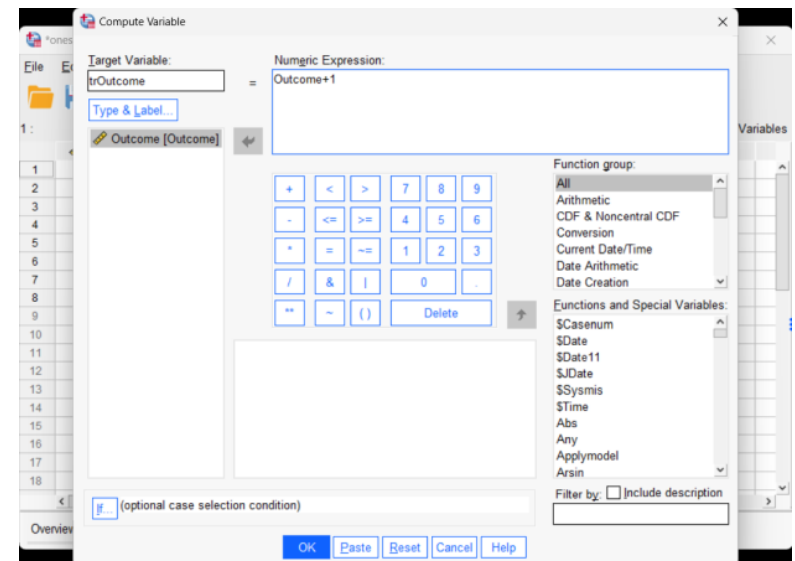 Compute Variable
*ones
File
1 :
Variables
Target Variable:
trOutcome
=
Numeric Expression:
Outcome+1
Type & Label...
Outcome [Outcome]
+ < > 7 8 9
- <= >= 4 5 6
* = ~= 1 2 3
/ & | 0 .
** ~ ( ) Delete
Function group:
All
Arithmetic
CDF & Noncentral CDF
Conversion
Current Date/Time
Date Arithmetic
Date Creation
Functions and Special Variables:
$Casenum
$Date
$Date11
$JDate
$Sysmis
$Time
Abs
Any
Applymodel
Arsin
1
2
3
4
5
6
7
8
9
10
11
12
13
14
15
16
17
18
If... (optional case selection condition)
Filter by: Include description
Overview
OK Paste Reset Cancel Help